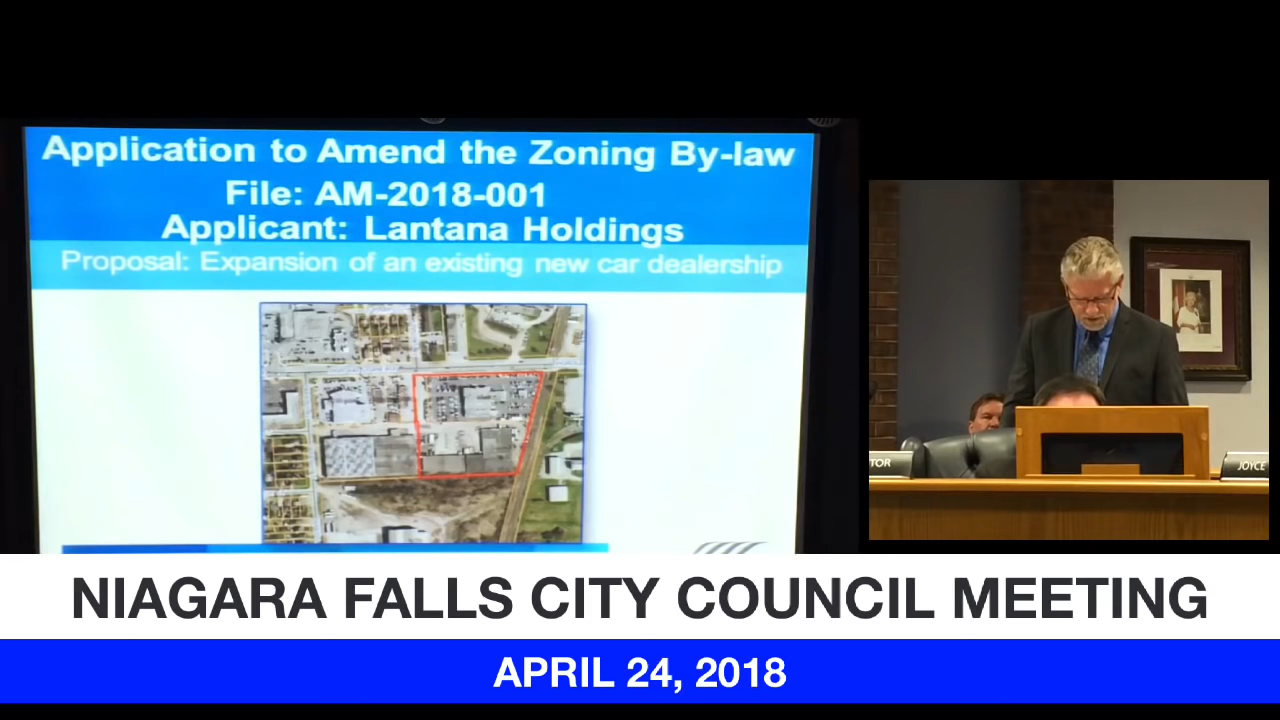 Application to Amend the Zoning By-law
File: AM-2018-001
Applicant: Lantana Holdings
Proposal: Expansion of an existing new car dealership
TOR
JOYCE
NIAGARA FALLS CITY COUNCIL MEETING
APRIL 24, 2018